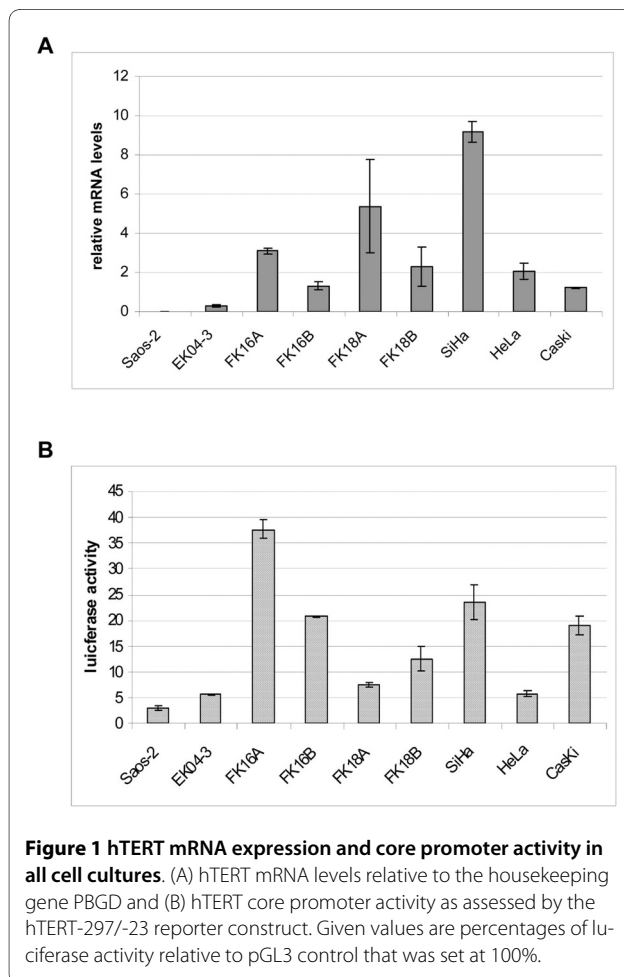 A
12
10
8
6
4
2
0
relative mRNA levels
Saos-2
EK04-3
FK16A
FK16B
FK18A
FK18B
SiHa
HeLa
Caski
B
45
40
35
30
25
20
15
10
5
0
luicferase activity
Saos-2
EK04-3
FK16A
FK16B
FK18A
FK18B
SiHa
HeLa
CasKi
Figure 1 hTERT mRNA expression and core promoter activity in
all cell cultures. (A) hTERT mRNA levels relative to the housekeeping
gene PBGD and (B) hTERT core promoter activity as assessed by the
hTERT-297/-23 reporter construct. Given values are percentages of lu-
ciferase activity relative to pGL3 control that was set at 100%.